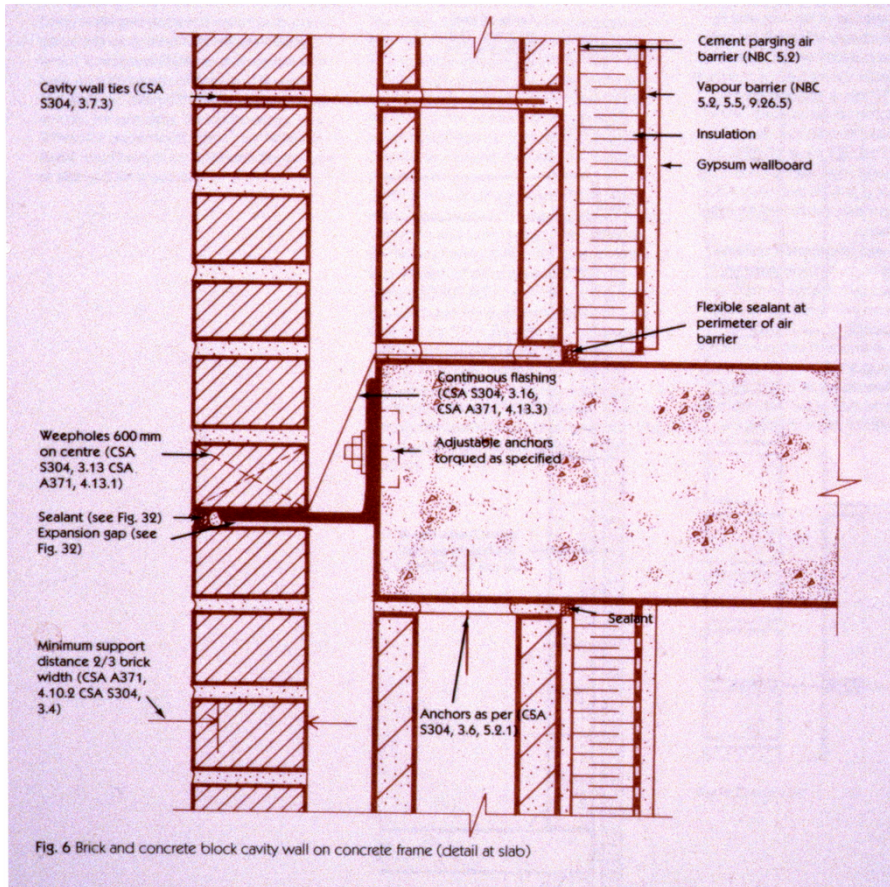 Cement parging air
barrier (NBC 5.2)
Cavity wall ties (CSA
S304, 3.7.3)
Vapour barrier (NBC
5.2, 5.5, 9.26.5)
Insulation
Gypsum wallboard
Flexible sealant at
perimeter of air
barrier
Continuous flashing
(CSA S304, 3.16,
CSA A371, 4.13.3)
Weepholes 600 mm
on centre (CSA
S304, 3.13 CSA
A371, 4.13.1)
Adjustable anchors
torqued as specified
Sealant (see Fig. 32)
Expansion gap (see
Fig. 32)
Sealant
Minimum support
distance 2/3 brick
width (CSA A371,
4.10.2 CSA S304,
3.4)
Anchors as per (CSA
S304, 3.6, 5.2.1)
Fig. 6 Brick and concrete block cavity wall on concrete frame (detail at slab)